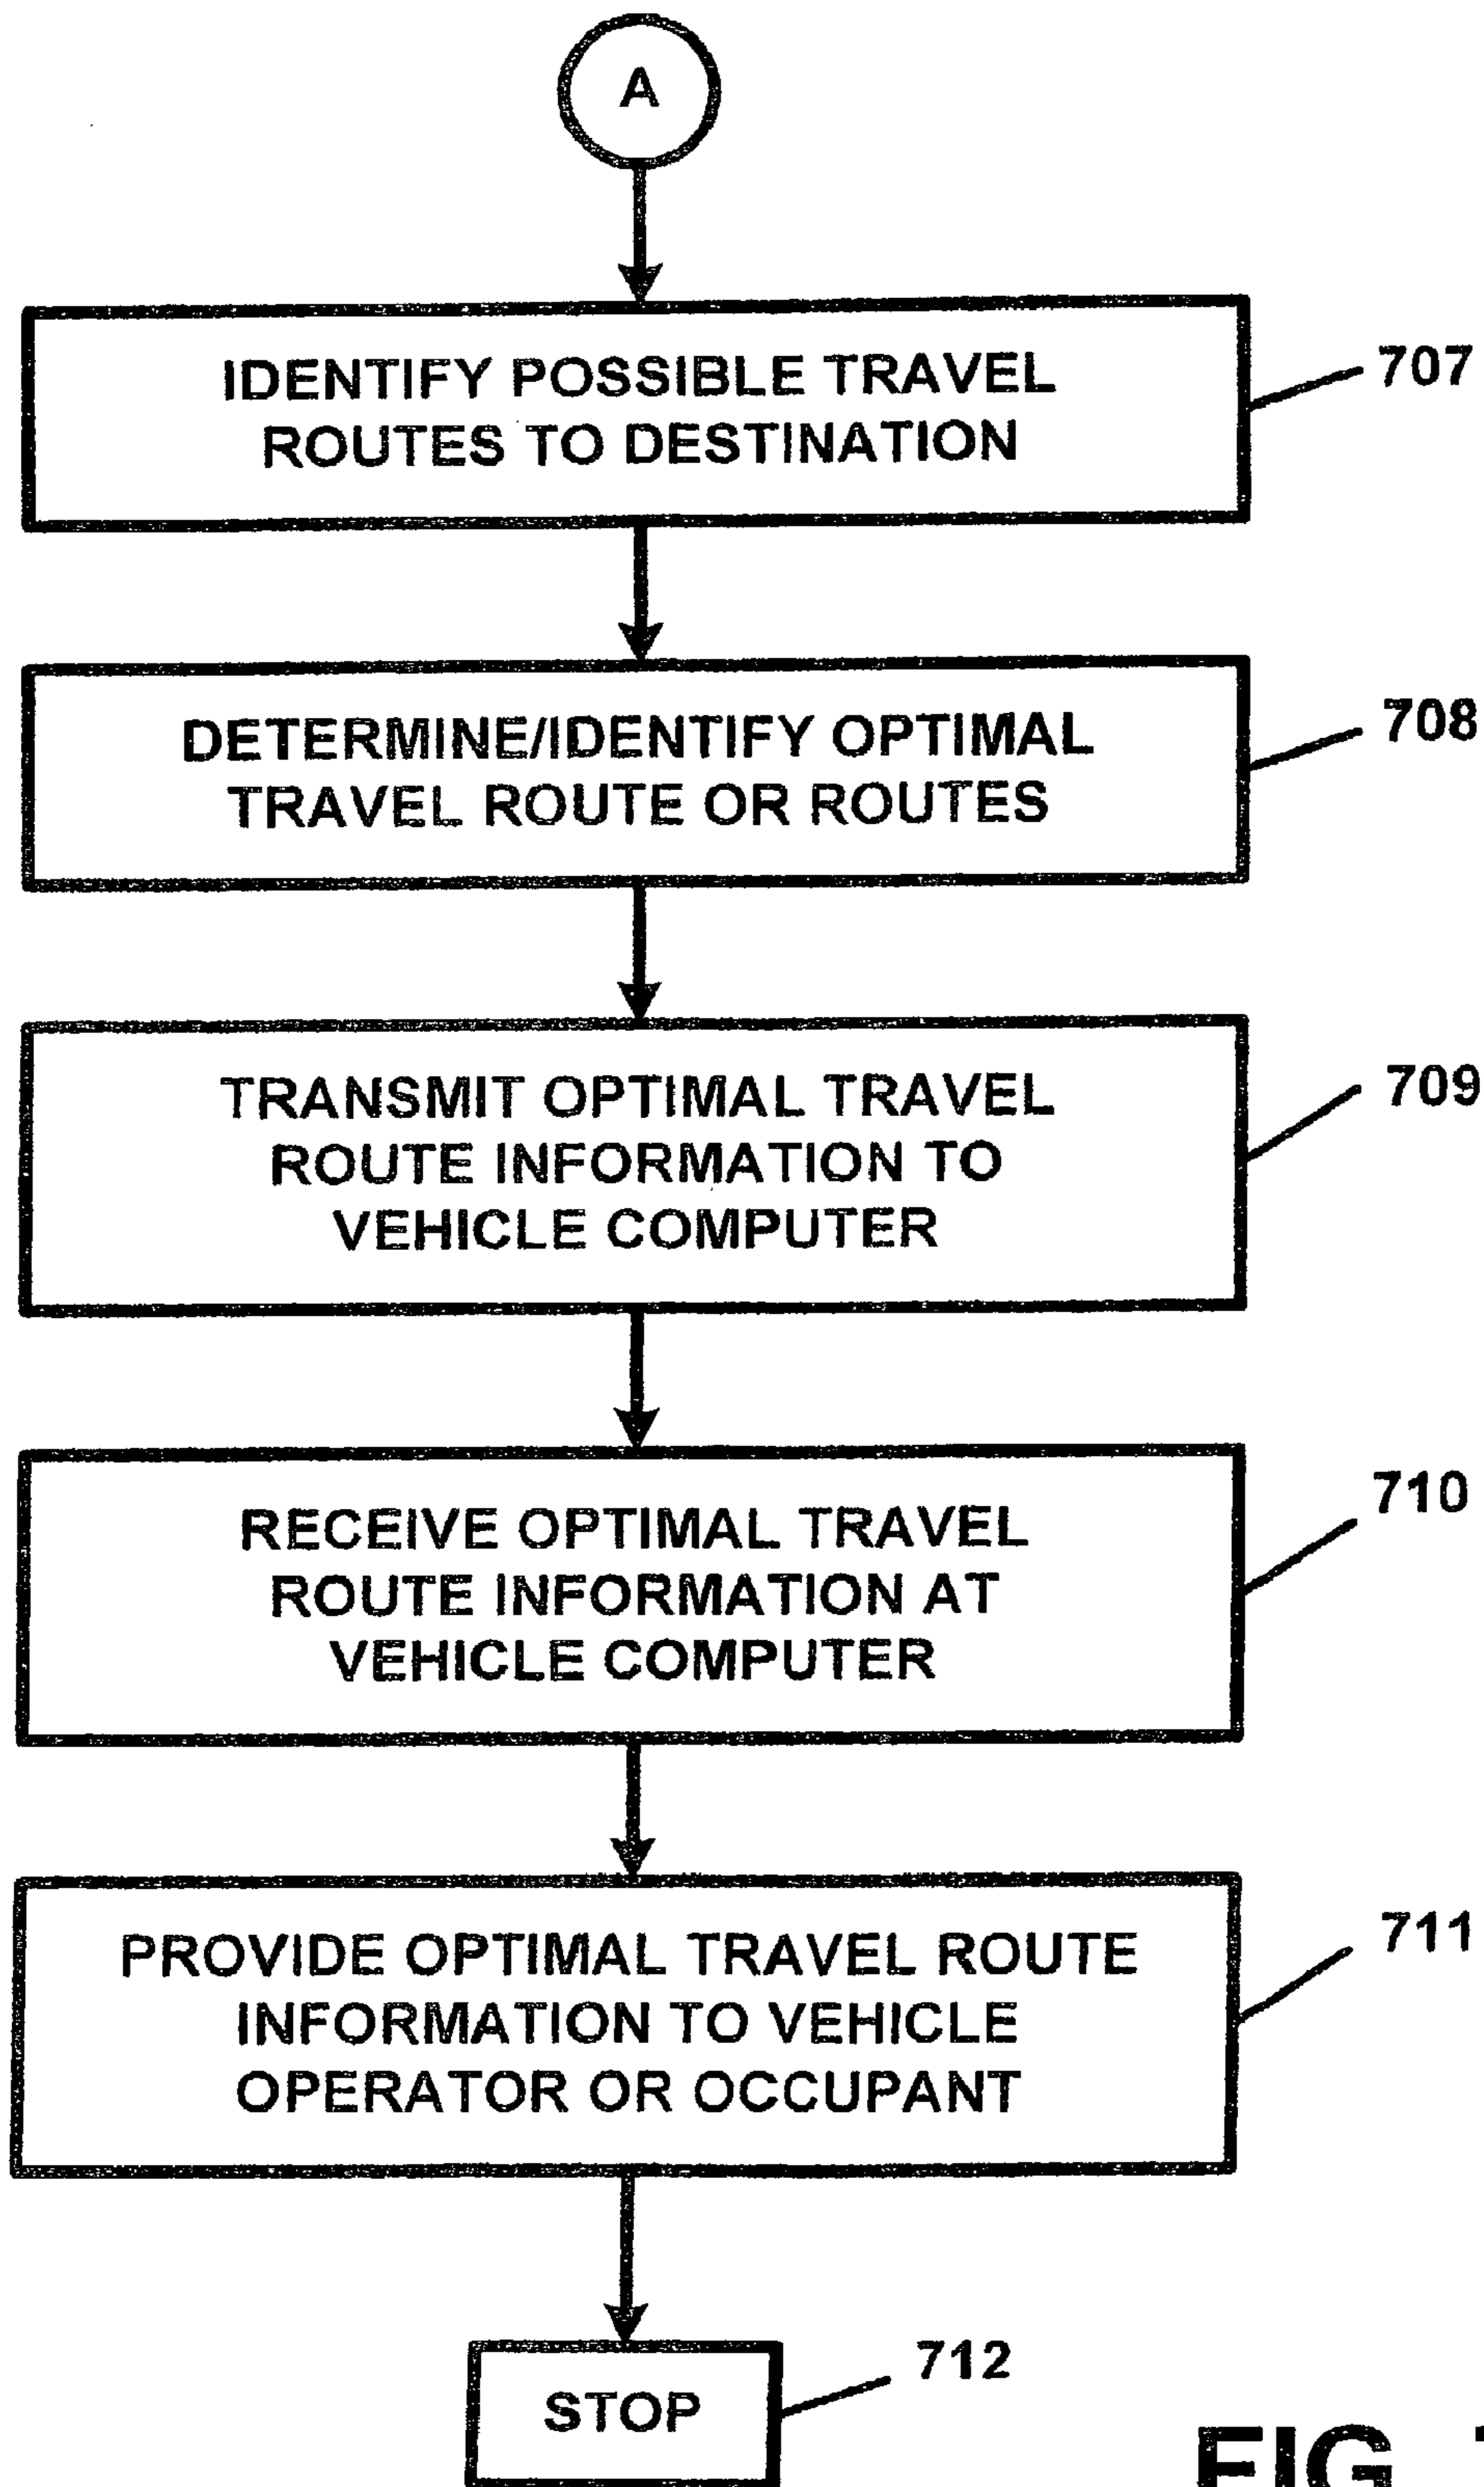 A
IDENTIFY POSSIBLE TRAVEL
ROUTES TO DESTINATION
707
DETERMINE/IDENTIFY OPTIMAL
TRAVEL ROUTE OR ROUTES
708
TRANSMIT OPTIMAL TRAVEL
ROUTE INFORMATION TO
VEHICLE COMPUTER
709
RECEIVE OPTIMAL TRAVEL
ROUTE INFORMATION AT
VEHICLE COMPUTER
710
PROVIDE OPTIMAL TRAVEL ROUTE
INFORMATION TO VEHICLE
OPERATOR OR OCCUPANT
711
STOP
712
FIG.